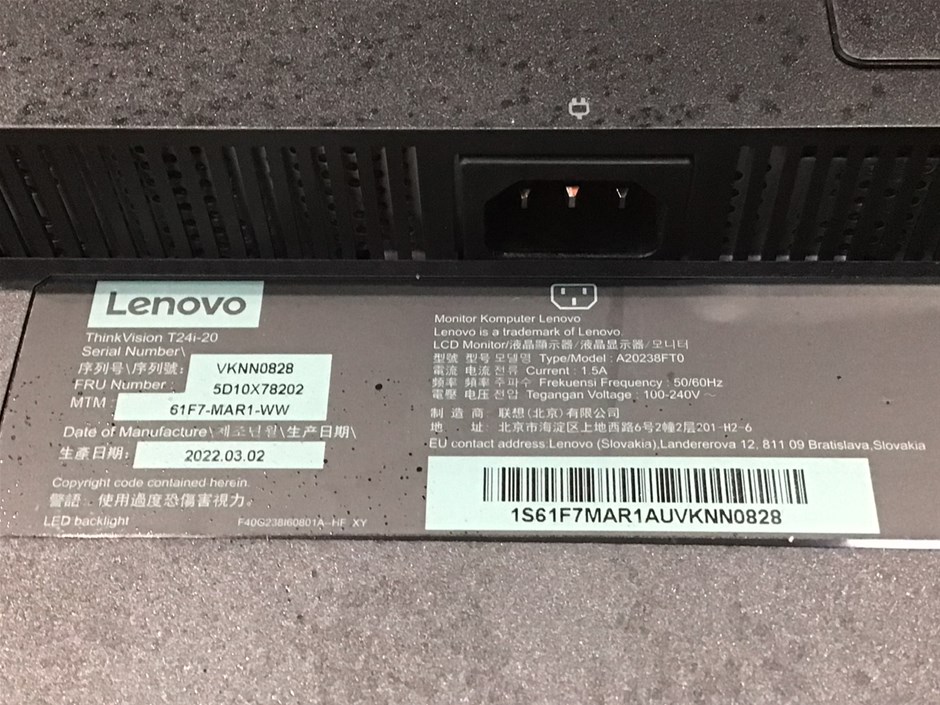 Lenovo
ThinkVision T24i-20
Serial Number\
序列号\序列號: VKNN0828
FRU Number : 5D10X78202
MTM : 61F7-MAR1-WW
Date of Manufacture\제조년월\生产日期\
生產日期: 2022.03.02
Copyright code contained herein.
警語 : 使用過度恐傷害視力。
LED backlight
F40G238I60801A-HF XY
Monitor Komputer Lenovo
Lenovo is a trademark of Lenovo.
LCD Monitor/液晶顯示器/液晶显示器/모니터
型號 型号 모델명 Type/Model : A20238FT0
電流 电流 전류 Current : 1.5A
頻率 频率 주파수 Frekuensi Frequency : 50/60Hz
電壓 电压 전압 Tegangan Voltage : 100-240V ~
制 造 商 : 联想(北京)有限公司
地 址 : 北京市海淀区上地西路6号2幢2层201-H2-6
EU contact address:Lenovo (Slovakia),Landererova 12, 811 09 Bratislava,Slovakia
1S61F7MAR1AUVKNN0828